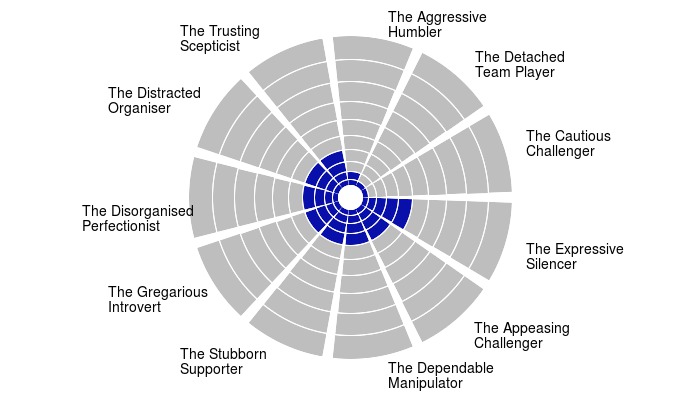 The Aggressive
Humbler
The Detached
Team Player
The Cautious
Challenger
The Expressive
Silencer
The Appeasing
Challenger
The Dependable
Manipulator
The Stubborn
Supporter
The Gregarious
Introvert
The Disorganised
Perfectionist
The Distracted
Organiser
The Trusting
Scepticist